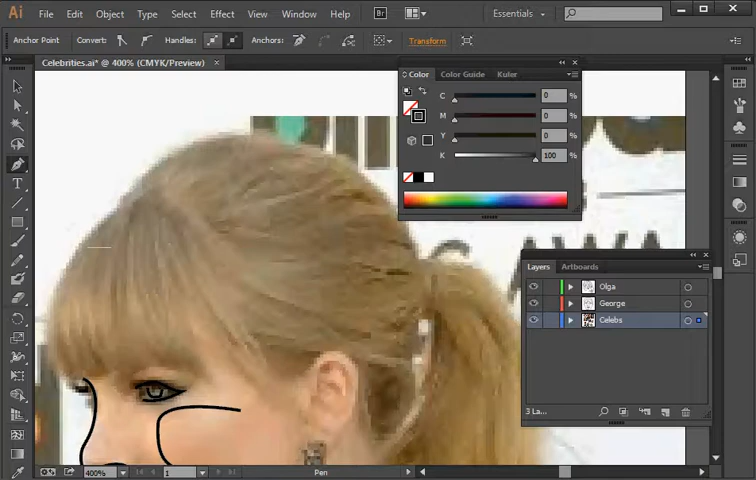 Ai File Edit Object Type Select Effect View Window Help Br Essentials
Anchor Point Convert: Handles: Anchors: Transform
Celebrities.ai* @ 400% (CMYK/Preview) ×
Color Color Guide Kuler
C 0 %
M 0 %
Y 0 %
K 100 %
Layers Artboards
Olga
George
Celebs
3 La...
400% 1 Pen